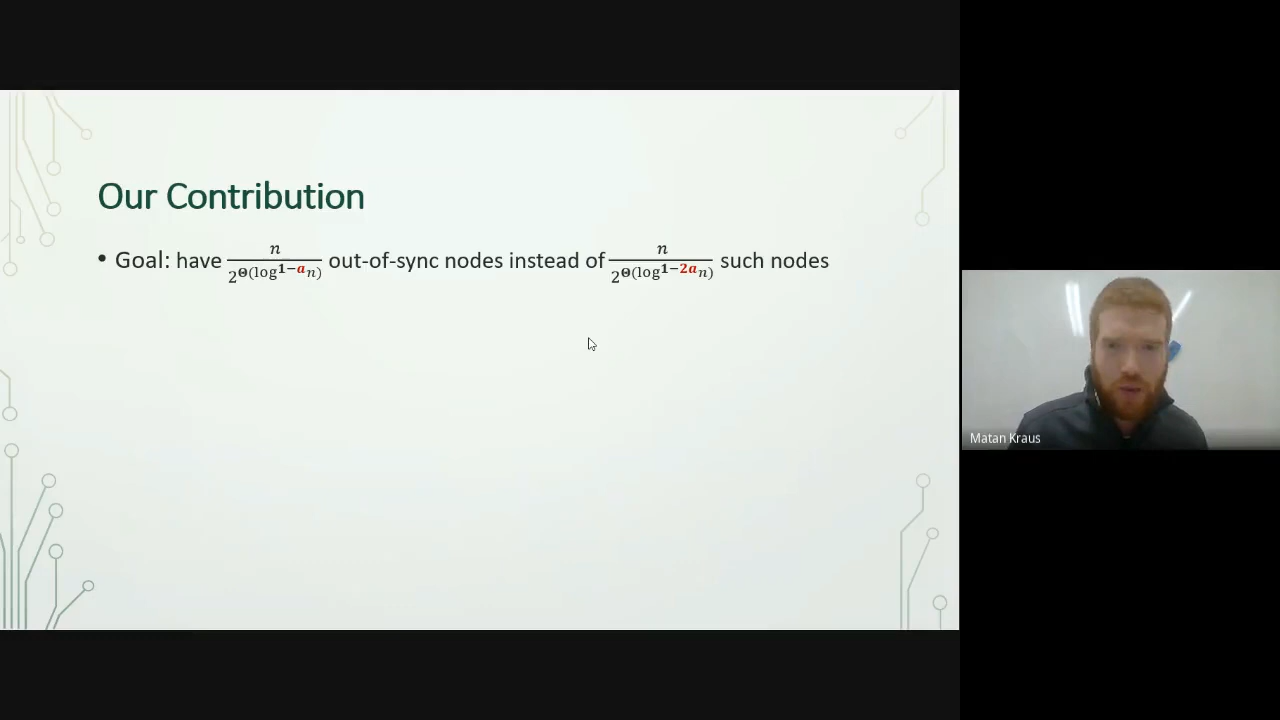 Our Contribution
• Goal: have n/2^Θ(log^1−a n) out-of-sync nodes instead of n/2^Θ(log^1−2a n) such nodes
Matan Kraus